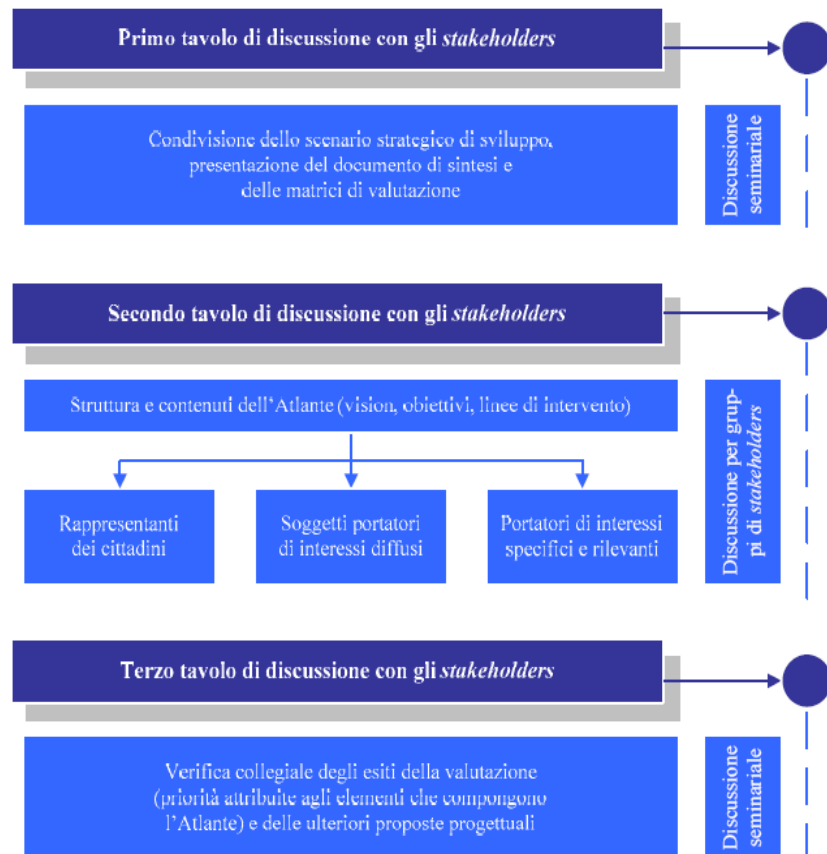 Primo tavolo di discussione con gli stakeholders
Condivisione dello scenario strategico di sviluppo,
presentazione del documento di sintesi e
delle matrici di valutazione
Discussione
seminariale
Secondo tavolo di discussione con gli stakeholders
Struttura e contenuti dell'Atlante (vision, obiettivi, linee di intervento)
Rappresentanti
dei cittadini
Soggetti portatori
di interessi diffusi
Portatori di interessi
specifici e rilevanti
Discussione per grup-
pi di stakeholders
Terzo tavolo di discussione con gli stakeholders
Verifica collegiale degli esiti della valutazione
(priorità attribuite agli elementi che compongono
l'Atlante) e delle ulteriori proposte progettuali
Discussione
seminariale